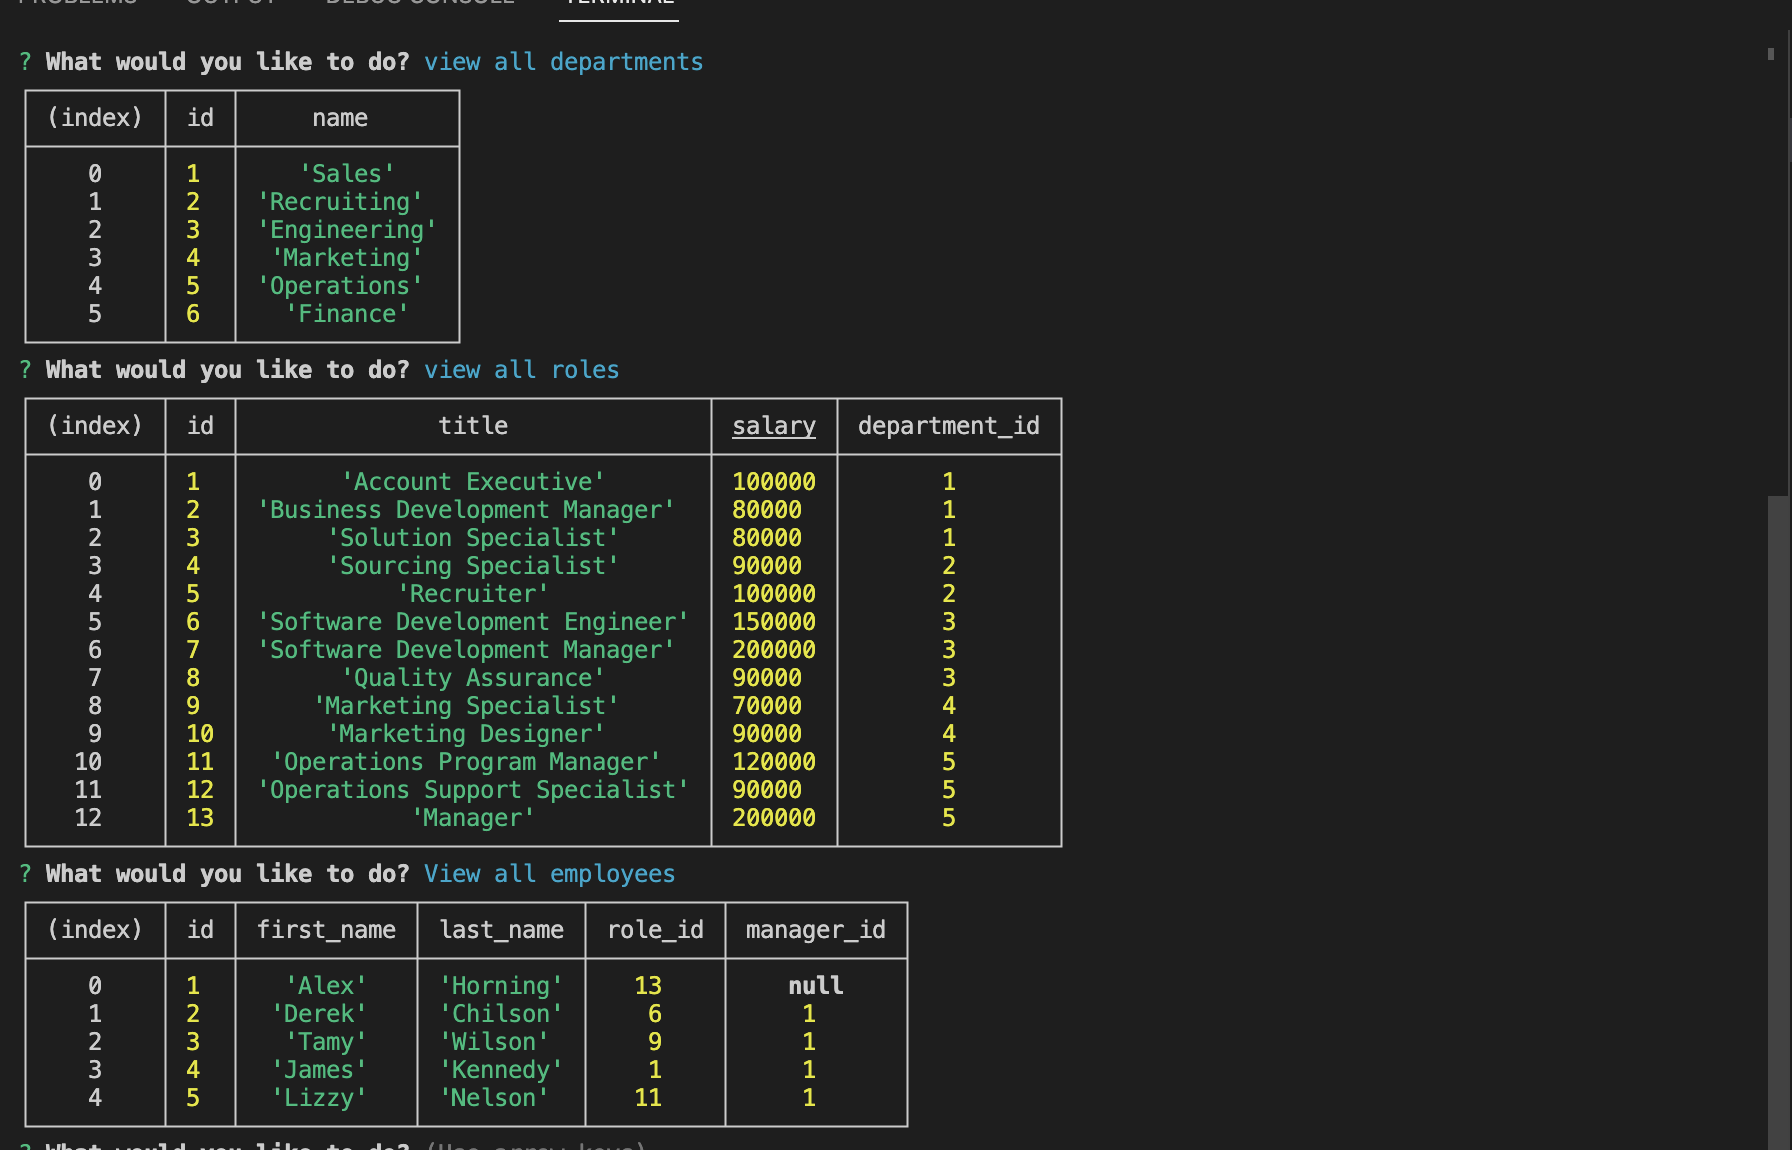 PROBLEMS OUTPUT DEBUG CONSOLE TERMINAL
? What would you like to do? view all departments
(index) id name
0 1 'Sales'
1 2 'Recruiting'
2 3 'Engineering'
3 4 'Marketing'
4 5 'Operations'
5 6 'Finance'
? What would you like to do? view all roles
(index) id title salary department_id
0 1 'Account Executive' 100000 1
1 2 'Business Development Manager' 80000 1
2 3 'Solution Specialist' 80000 1
3 4 'Sourcing Specialist' 90000 2
4 5 'Recruiter' 100000 2
5 6 'Software Development Engineer' 150000 3
6 7 'Software Development Manager' 200000 3
7 8 'Quality Assurance' 90000 3
8 9 'Marketing Specialist' 70000 4
9 10 'Marketing Designer' 90000 4
10 11 'Operations Program Manager' 120000 5
11 12 'Operations Support Specialist' 90000 5
12 13 'Manager' 200000 5
? What would you like to do? View all employees
(index) id first_name last_name role_id manager_id
0 1 'Alex' 'Horning' 13 null
1 2 'Derek' 'Chilson' 6 1
2 3 'Tamy' 'Wilson' 9 1
3 4 'James' 'Kennedy' 1 1
4 5 'Lizzy' 'Nelson' 11 1
? What would you like to do? (Use arrow keys)